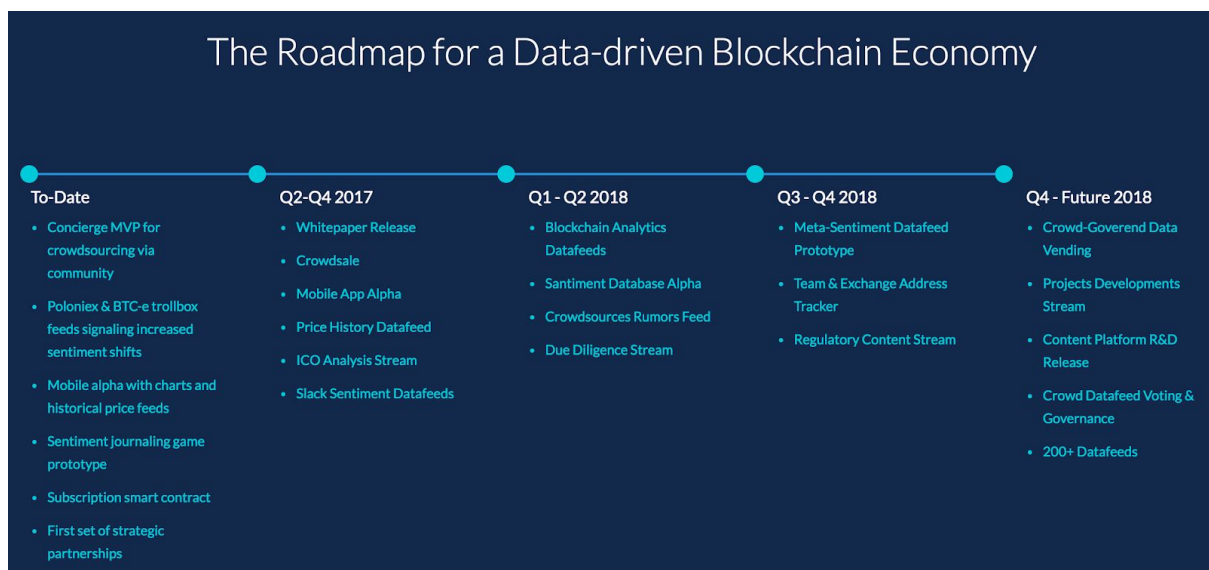 The Roadmap for a Data-driven Blockchain Economy
To-Date
• Concierge MVP for
crowdsourcing via
community
• Poloniex & BTC-e trollbox
feeds signaling increased
sentiment shifts
• Mobile alpha with charts and
historical price feeds
• Sentiment journaling game
prototype
• Subscription smart contract
• First set of strategic
partnerships
Q2-Q4 2017
• Whitepaper Release
• Crowdsale
• Mobile App Alpha
• Price History Datafeed
• ICO Analysis Stream
• Slack Sentiment Datafeeds
Q1 - Q2 2018
• Blockchain Analytics
Datafeeds
• Santiment Database Alpha
• Crowdsources Rumors Feed
• Due Diligence Stream
Q3 - Q4 2018
• Meta-Sentiment Datafeed
Prototype
• Team & Exchange Address
Tracker
• Regulatory Content Stream
Q4 - Future 2018
• Crowd-Goverend Data
Vending
• Projects Developments
Stream
• Content Platform R&D
Release
• Crowd Datafeed Voting &
Governance
• 200+ Datafeeds